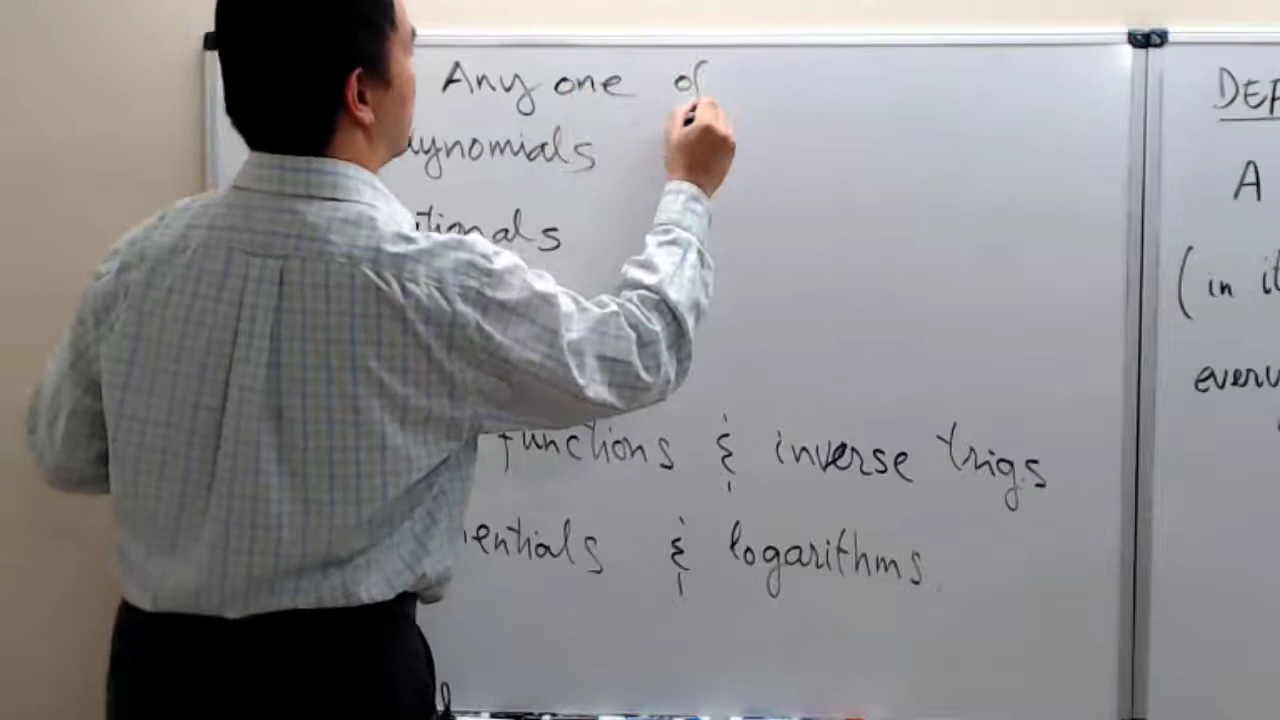 Any one of
ynomials
tionals
functions & inverse trigs
entials & logarithms
DEF
A
(in it
every